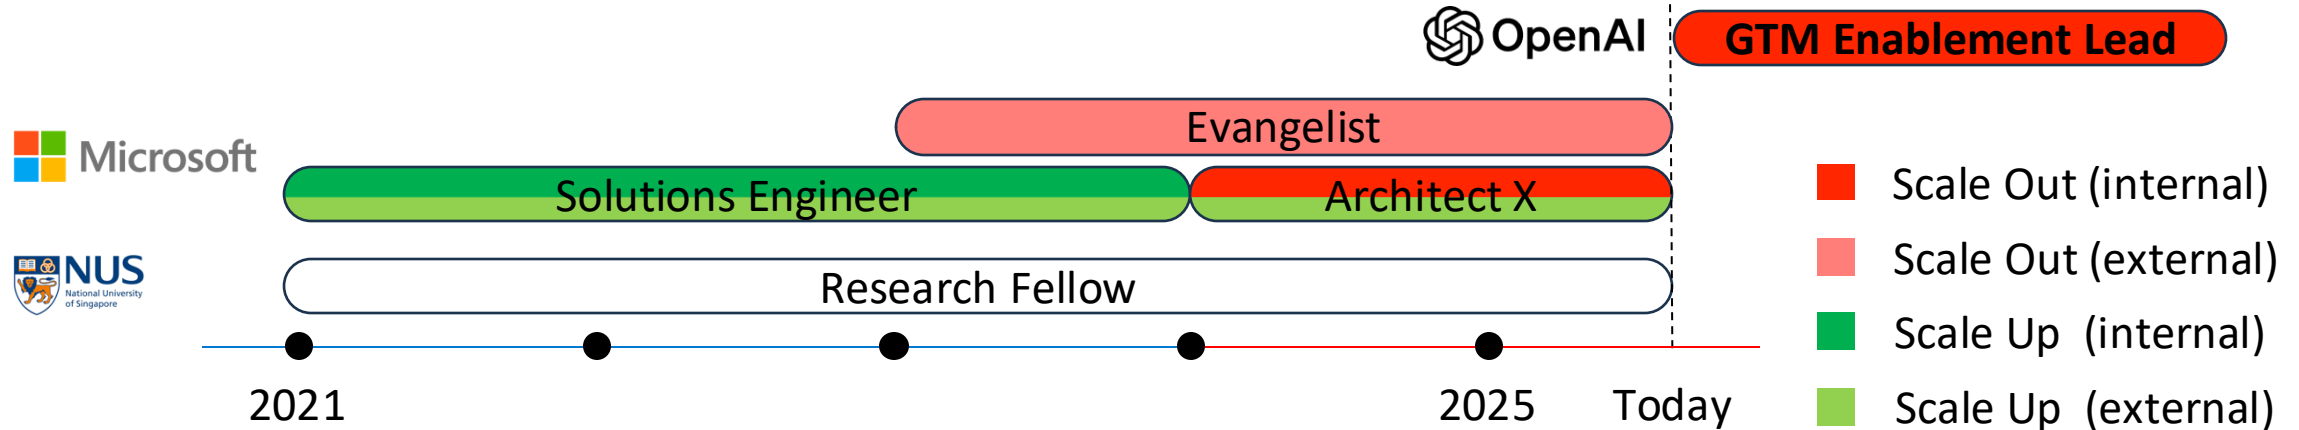 OpenAI
GTM Enablement Lead
Evangelist
Microsoft
Solutions Engineer
Architect X
NUS
National University
of Singapore
Research Fellow
2021
2025
Today
Scale Out (internal)
Scale Out (external)
Scale Up (internal)
Scale Up (external)